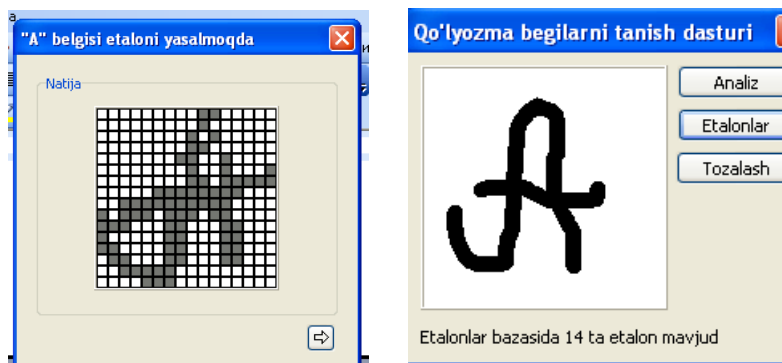 "A" belgisi etaloni yasalmoqda
Natija
Qo'lyozma begilarni tanish dasturi
Analiz
Etalonlar
Tozalash
A
Etalonlar bazasida 14 ta etalon mavjud